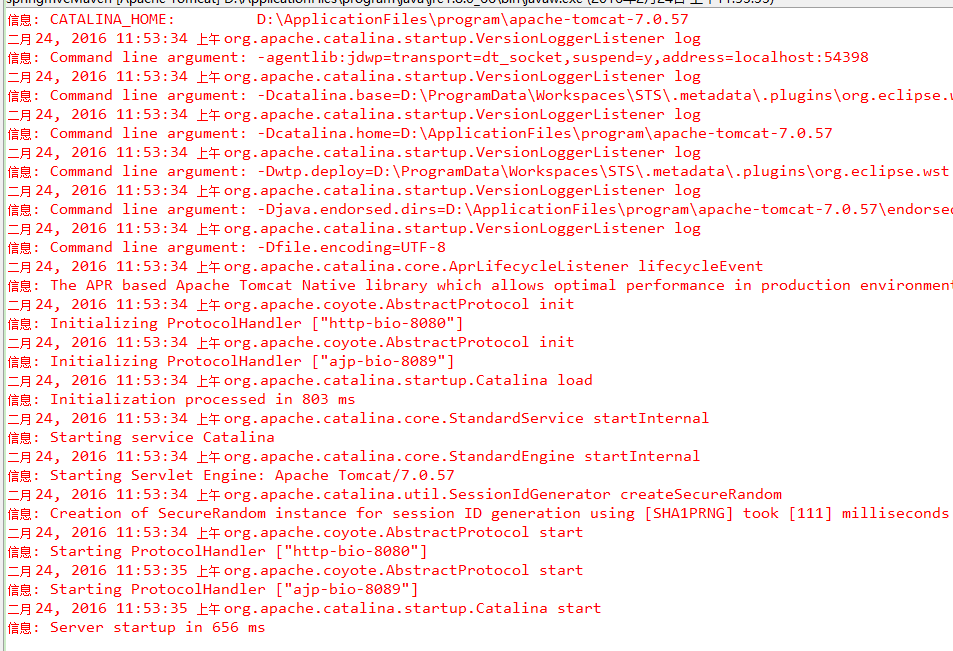 springmvcMaven [Apache Tomcat] D:\ApplicationFiles\program\java\jre1.8.0_60\bin\javaw.exe (2016年2月24日 上午11:53:33)
信息: CATALINA_HOME:         D:\ApplicationFiles\program\apache-tomcat-7.0.57
二月 24, 2016 11:53:34 上午 org.apache.catalina.startup.VersionLoggerListener log
信息: Command line argument: -agentlib:jdwp=transport=dt_socket,suspend=y,address=localhost:54398
二月 24, 2016 11:53:34 上午 org.apache.catalina.startup.VersionLoggerListener log
信息: Command line argument: -Dcatalina.base=D:\ProgramData\Workspaces\STS\.metadata\.plugins\org.eclipse.w
二月 24, 2016 11:53:34 上午 org.apache.catalina.startup.VersionLoggerListener log
信息: Command line argument: -Dcatalina.home=D:\ApplicationFiles\program\apache-tomcat-7.0.57
二月 24, 2016 11:53:34 上午 org.apache.catalina.startup.VersionLoggerListener log
信息: Command line argument: -Dwtp.deploy=D:\ProgramData\Workspaces\STS\.metadata\.plugins\org.eclipse.wst
二月 24, 2016 11:53:34 上午 org.apache.catalina.startup.VersionLoggerListener log
信息: Command line argument: -Djava.endorsed.dirs=D:\ApplicationFiles\program\apache-tomcat-7.0.57\endorsed
二月 24, 2016 11:53:34 上午 org.apache.catalina.startup.VersionLoggerListener log
信息: Command line argument: -Dfile.encoding=UTF-8
二月 24, 2016 11:53:34 上午 org.apache.catalina.core.AprLifecycleListener lifecycleEvent
信息: The APR based Apache Tomcat Native library which allows optimal performance in production environment
二月 24, 2016 11:53:34 上午 org.apache.coyote.AbstractProtocol init
信息: Initializing ProtocolHandler ["http-bio-8080"]
二月 24, 2016 11:53:34 上午 org.apache.coyote.AbstractProtocol init
信息: Initializing ProtocolHandler ["ajp-bio-8089"]
二月 24, 2016 11:53:34 上午 org.apache.catalina.startup.Catalina load
信息: Initialization processed in 803 ms
二月 24, 2016 11:53:34 上午 org.apache.catalina.core.StandardService startInternal
信息: Starting service Catalina
二月 24, 2016 11:53:34 上午 org.apache.catalina.core.StandardEngine startInternal
信息: Starting Servlet Engine: Apache Tomcat/7.0.57
二月 24, 2016 11:53:34 上午 org.apache.catalina.util.SessionIdGenerator createSecureRandom
信息: Creation of SecureRandom instance for session ID generation using [SHA1PRNG] took [111] milliseconds
二月 24, 2016 11:53:34 上午 org.apache.coyote.AbstractProtocol start
信息: Starting ProtocolHandler ["http-bio-8080"]
二月 24, 2016 11:53:35 上午 org.apache.coyote.AbstractProtocol start
信息: Starting ProtocolHandler ["ajp-bio-8089"]
二月 24, 2016 11:53:35 上午 org.apache.catalina.startup.Catalina start
信息: Server startup in 656 ms